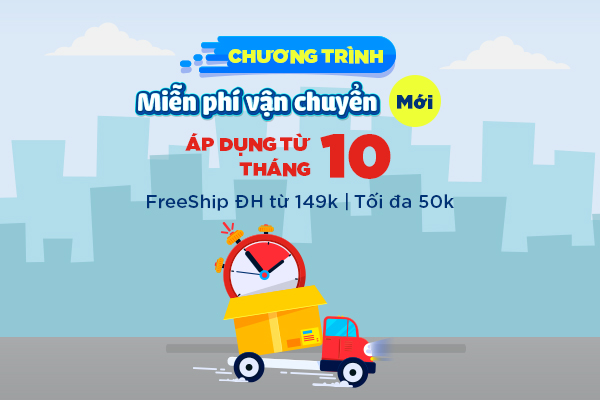 CHƯƠNG TRÌNH
Miễn phí vận chuyển Mới
ÁP DỤNG TỪ
THÁNG 10
FreeShip ĐH từ 149k | Tối đa 50k